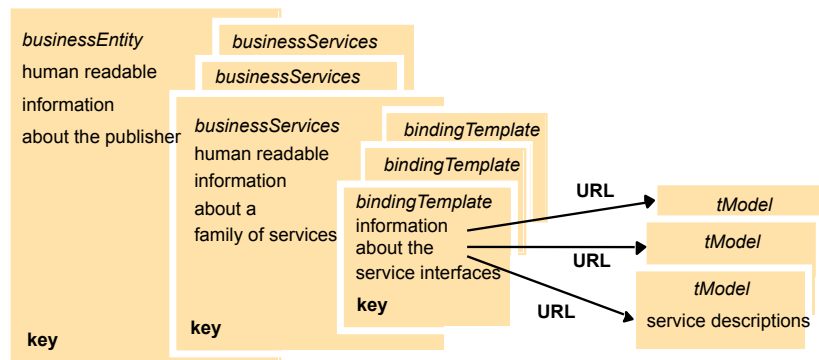 businessEntity
human readable
information
about the publisher
key
businessServices
businessServices
businessServices
human readable
information
about a
family of services
key
bindingTemplate
bindingTemplate
bindingTemplate
information
about the
service interfaces
key
URL
URL
URL
tModel
tModel
tModel
service descriptions